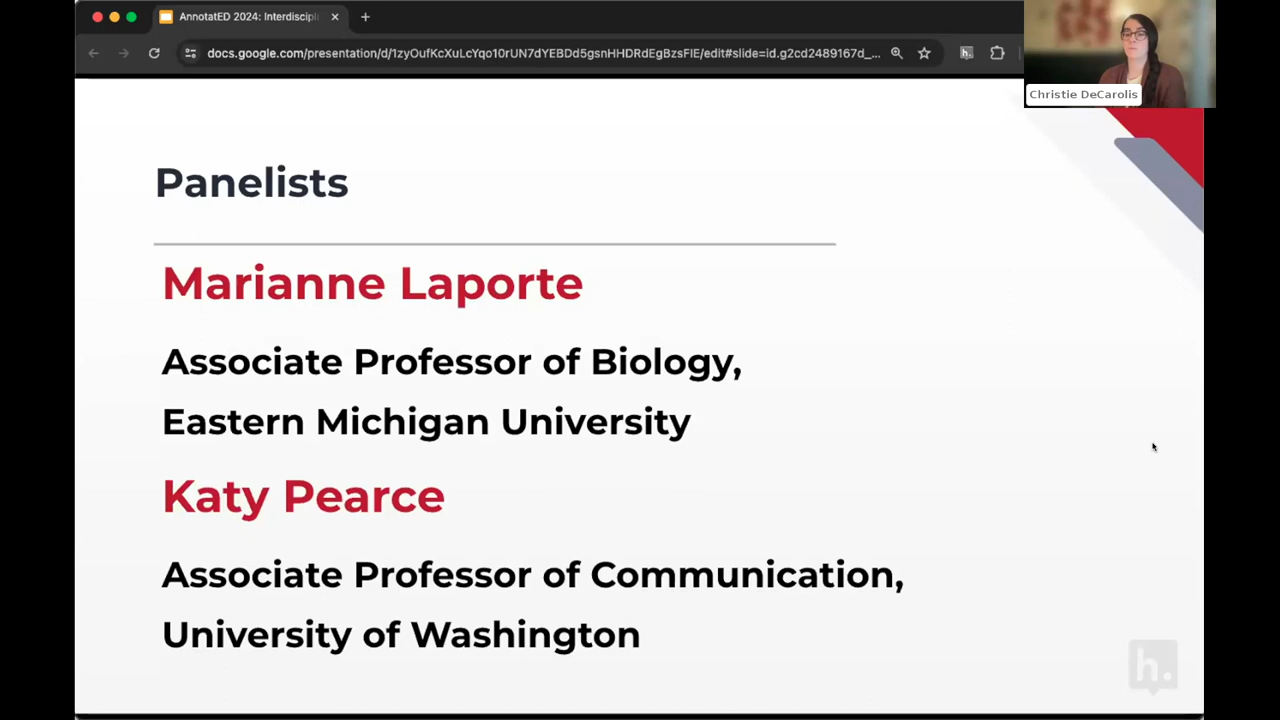 AnnotatED 2024: Interdiscipl
docs.google.com/presentation/d/1zyOufKcXuLcYqo10rUN7dYEBDd5gsnHHDRdEgBzsFIE/edit#slide=id.g2cd2489167d_...
h.
Christie DeCarolis
Panelists
Marianne Laporte
Associate Professor of Biology,
Eastern Michigan University
Katy Pearce
Associate Professor of Communication,
University of Washington
h.